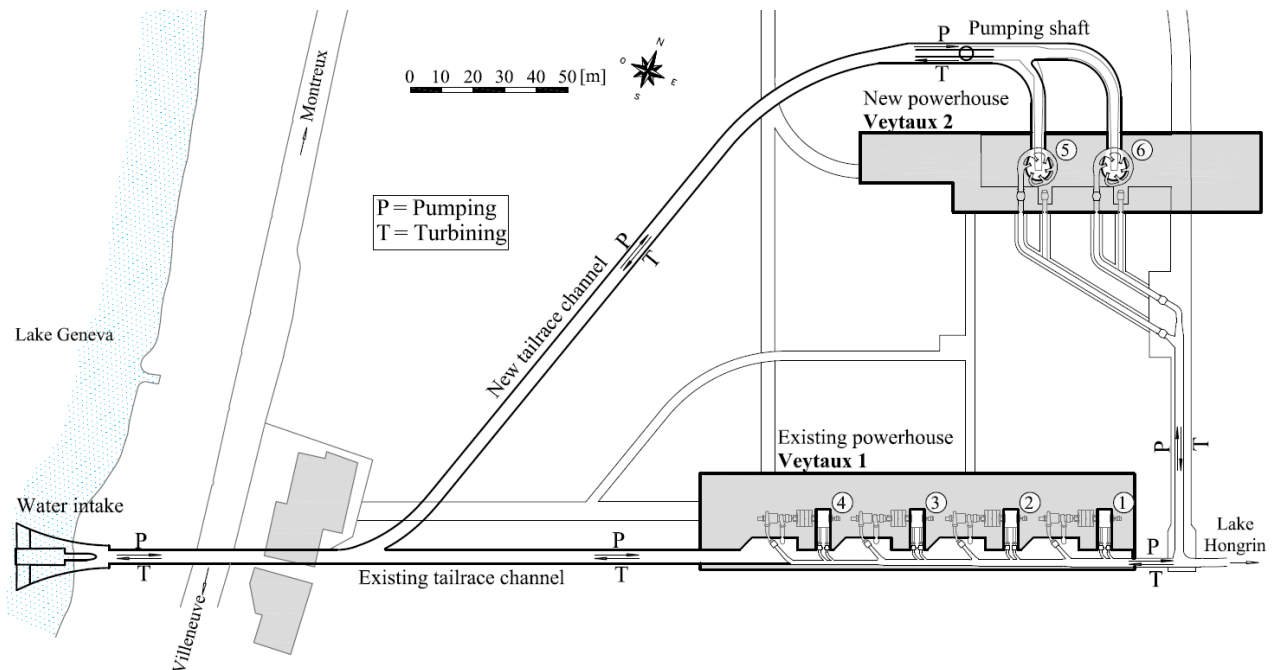 P
Pumping shaft
T
N
O
E
S
0 10 20 30 40 50 [m]
Montreux
New powerhouse
Veytaux 2
5
6
P = Pumping
T = Turbining
P
T
New tailrace channel
Lake Geneva
Existing powerhouse
Veytaux 1
P
T
Water intake
4
3
2
1
Lake
Hongrin
P
T
P
T
P
T
Existing tailrace channel
Villeneuve